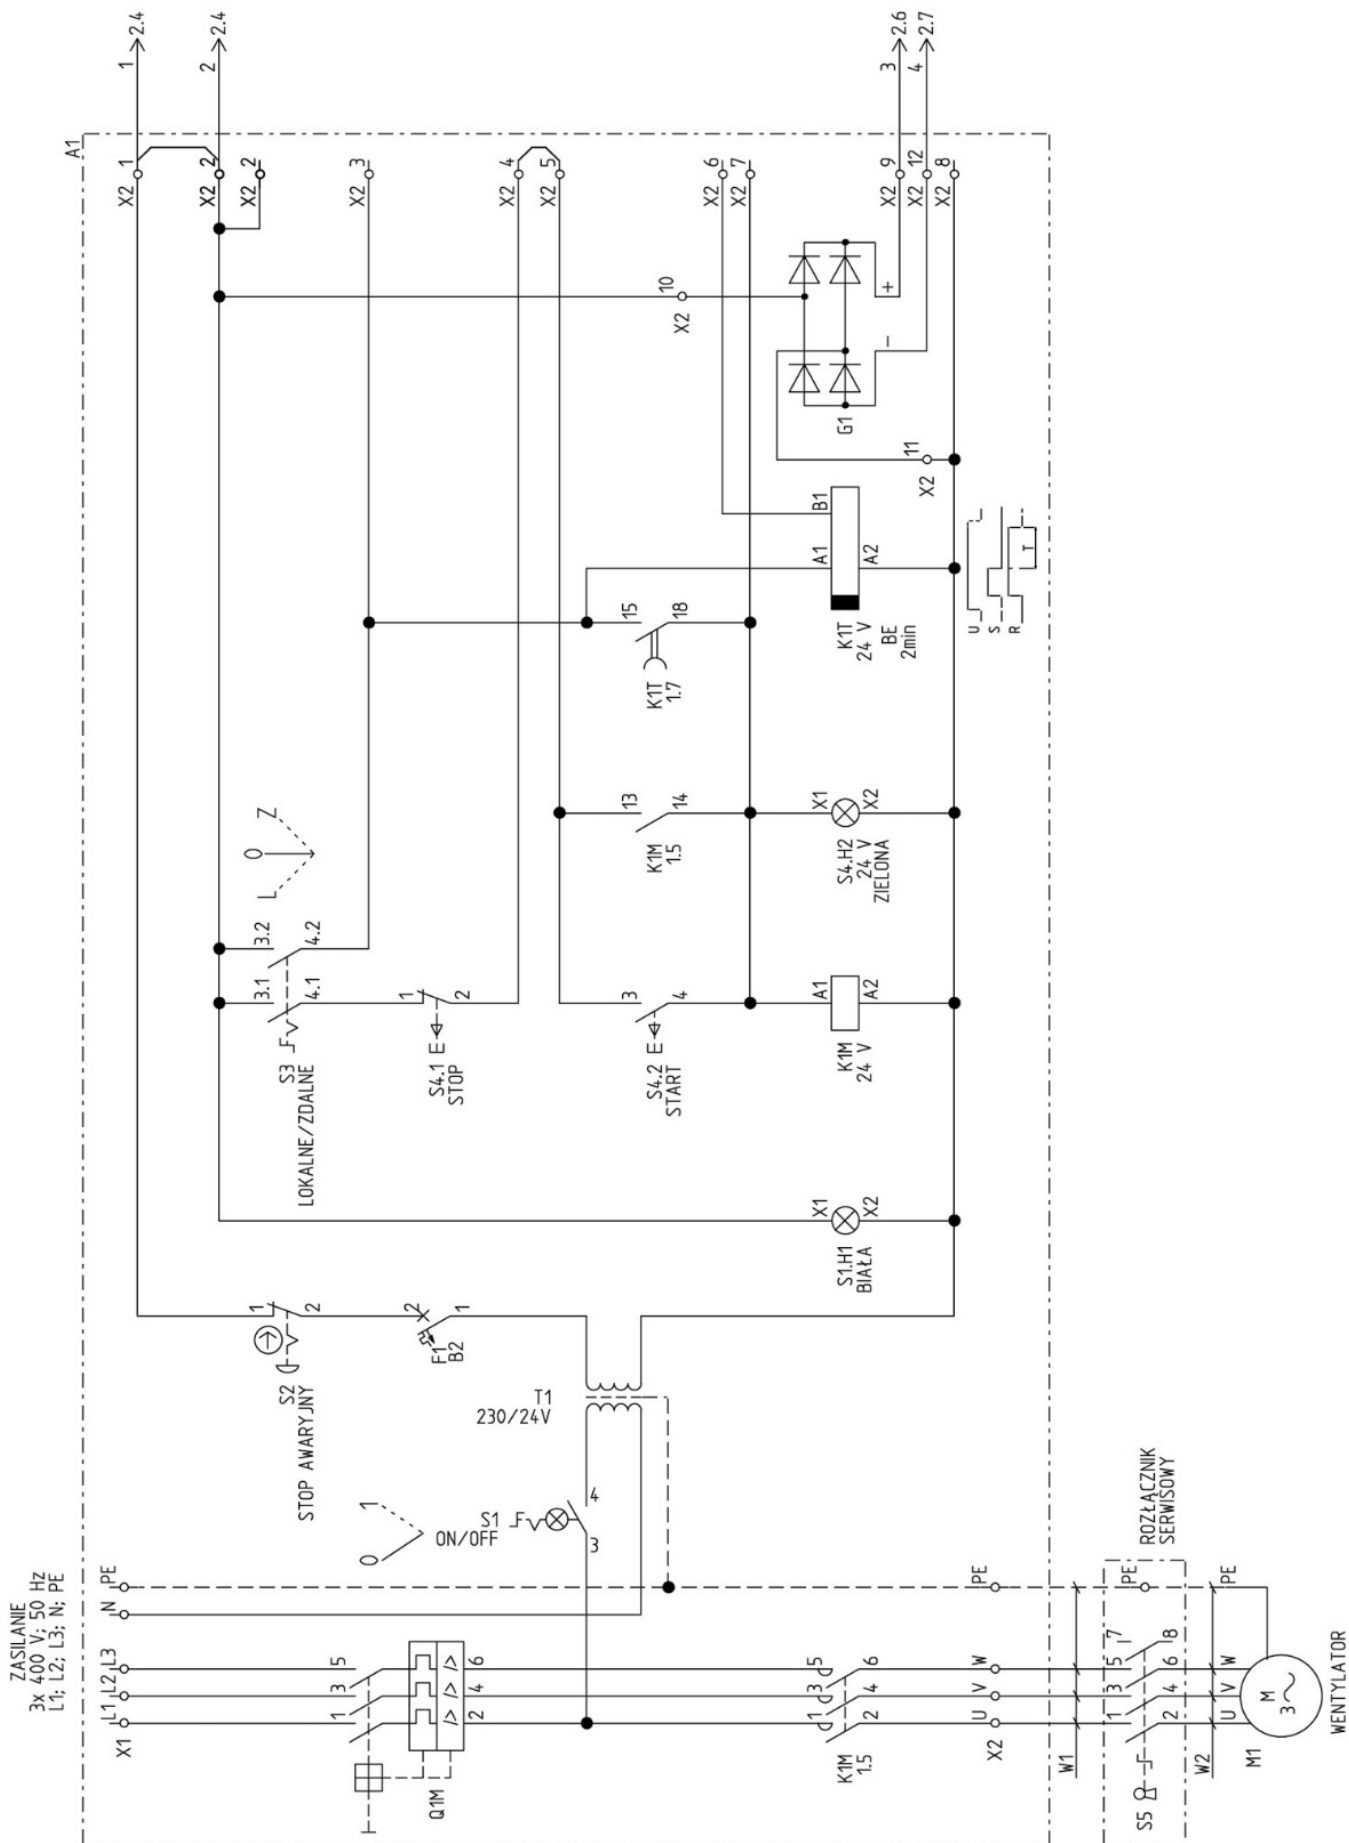 ZASILANIE
3x 400 V; 50 Hz
L1; L2; L3; N; PE
X1
L1
L2
L3
N
PE
1
3
5
Q1M
I>
I>
I>
2
4
6
0
1
S1
ON/OFF
3
4
T1
230/24V
K1M
1.5
1
3
5
2
4
6
X2
U
V
W
PE
W1
ROZŁĄCZNIK
SERWISOWY
S5
1
3
5
7
PE
2
4
6
8
W2
U
V
W
PE
M1
M
3~
WENTYLATOR
S2
STOP AWARYJNY
1
2
F1
B2
2
1
S1.H1
BIAŁA
X1
X2
S3
LOKALNE/ZDALNE
3.1
4.1
3.2
4.2
L
0
Z
S4.1
STOP
1
2
S4.2
START
3
4
K1M
24 V
A1
A2
K1M
1.5
13
14
S4.H2
24 V
ZIELONA
X1
X2
K1T
1.7
15
18
K1T
24 V
BE
2min
A1
B1
A2
U
S
R
T
G1
+
-
X2
10
X2
11
A1
X2 1
X2 2
X2 2
X2 3
X2 4
X2 5
X2 6
X2 7
X2 9
X2 12
X2 8
1
2.4
2
2.4
3
2.6
4
2.7